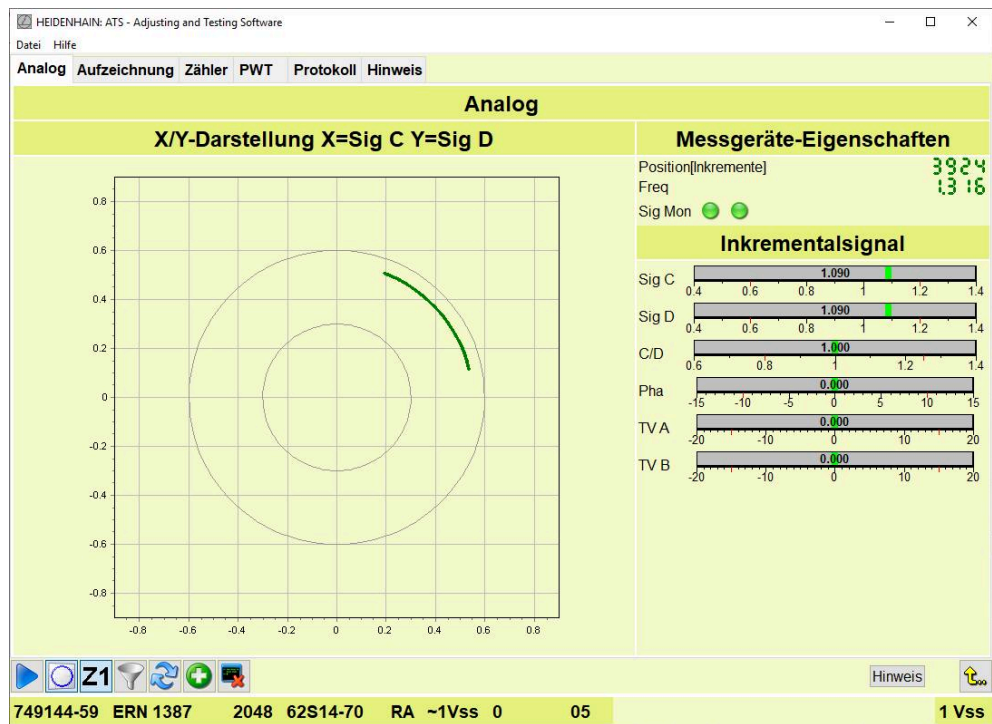 HEIDENHAIN: ATS - Adjusting and Testing Software
Datei Hilfe
Analog Aufzeichnung Zähler PWT Protokoll Hinweis
Analog
X/Y-Darstellung X=Sig C Y=Sig D
0.8
0.6
0.4
0.2
0
-0.2
-0.4
-0.6
-0.8
-0.8 -0.6 -0.4 -0.2 0 0.2 0.4 0.6 0.8
Messgeräte-Eigenschaften
Position[Inkremente] 3924
Freq 1.316
Sig Mon
Inkrementalsignal
Sig C 1.090
0.4 0.6 0.8 1 1.2 1.4
Sig D 1.090
0.4 0.6 0.8 1 1.2 1.4
C/D 1.000
0.6 0.8 1 1.2 1.4
Pha 0.000
-15 -10 -5 0 5 10 15
TV A 0.000
-20 -10 0 10 20
TV B 0.000
-20 -10 0 10 20
Z1
Hinweis
749144-59 ERN 1387 2048 62S14-70 RA ~1Vss 0 05 1 Vss